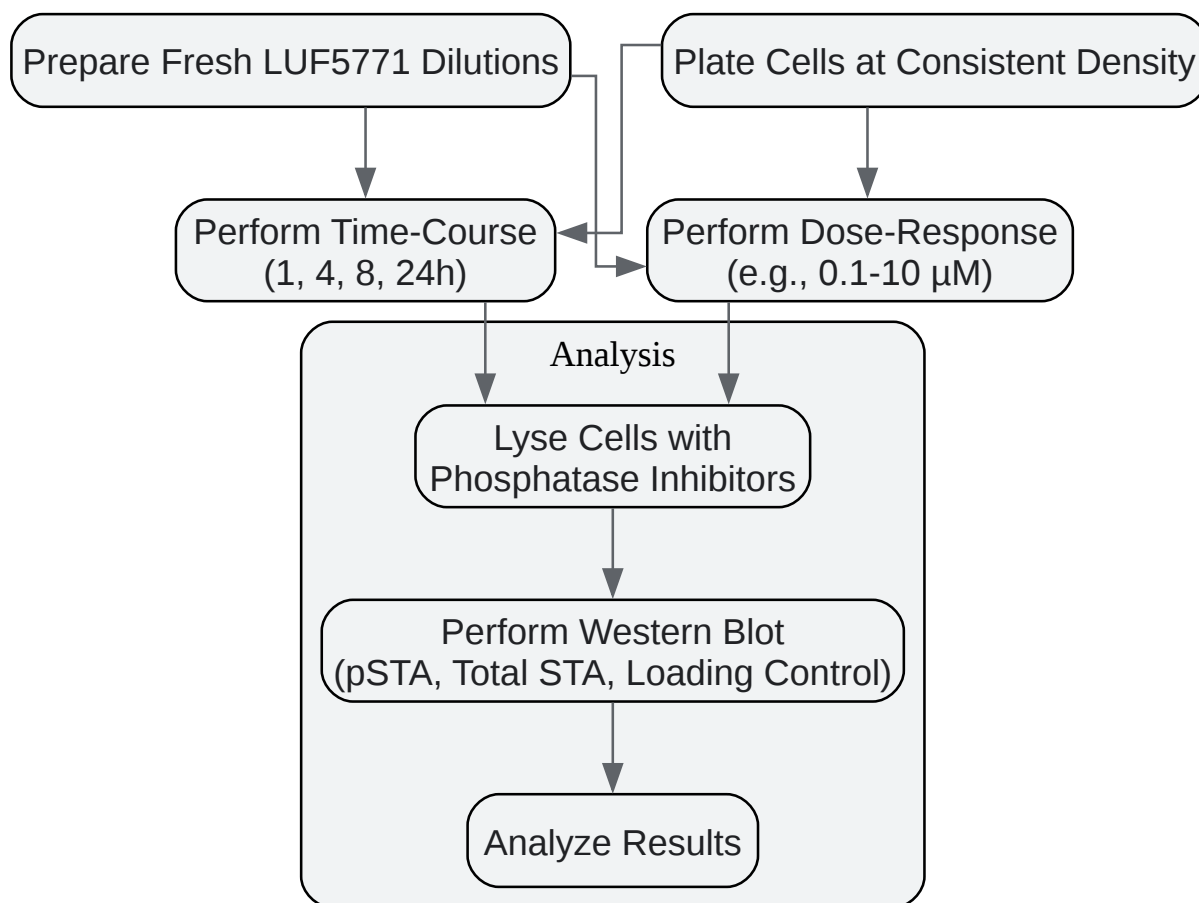 Prepare Fresh LUF5771 Dilutions
Plate Cells at Consistent Density
Perform Time-Course
(1, 4, 8, 24h)
Perform Dose-Response
(e.g., 0.1-10 µM)
Analysis
Lyse Cells with
Phosphatase Inhibitors
Perform Western Blot
(pSTA, Total STA, Loading Control)
Analyze Results